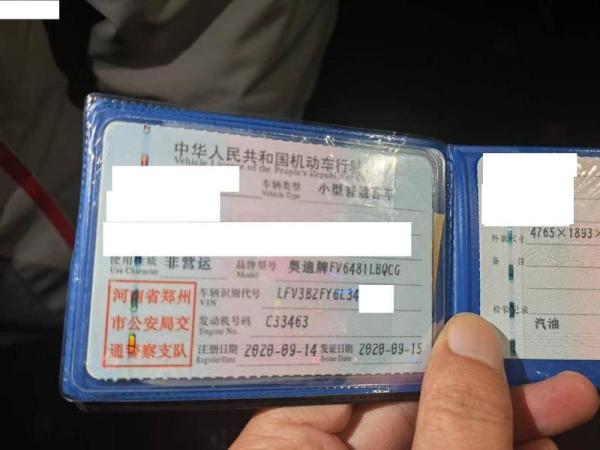 中华人民共和国机动车行驶
Vehicle License of the People's Republic
车辆类型 小型普通客车
Vehicle Type
使用性质 非营运 品牌型号 奥迪牌FV6481LBQCG
Use Character Model
河南省郑州
市公安局交
通警察支队
车辆识别代号 LFV3B2FY6L34
VIN
发动机号码 C33463
Engine No.
注册日期 2020-09-14 发证日期 2020-09-15
Register Date Issue Date
外廓尺寸 4765×1893×
备 注
检验记录
汽油